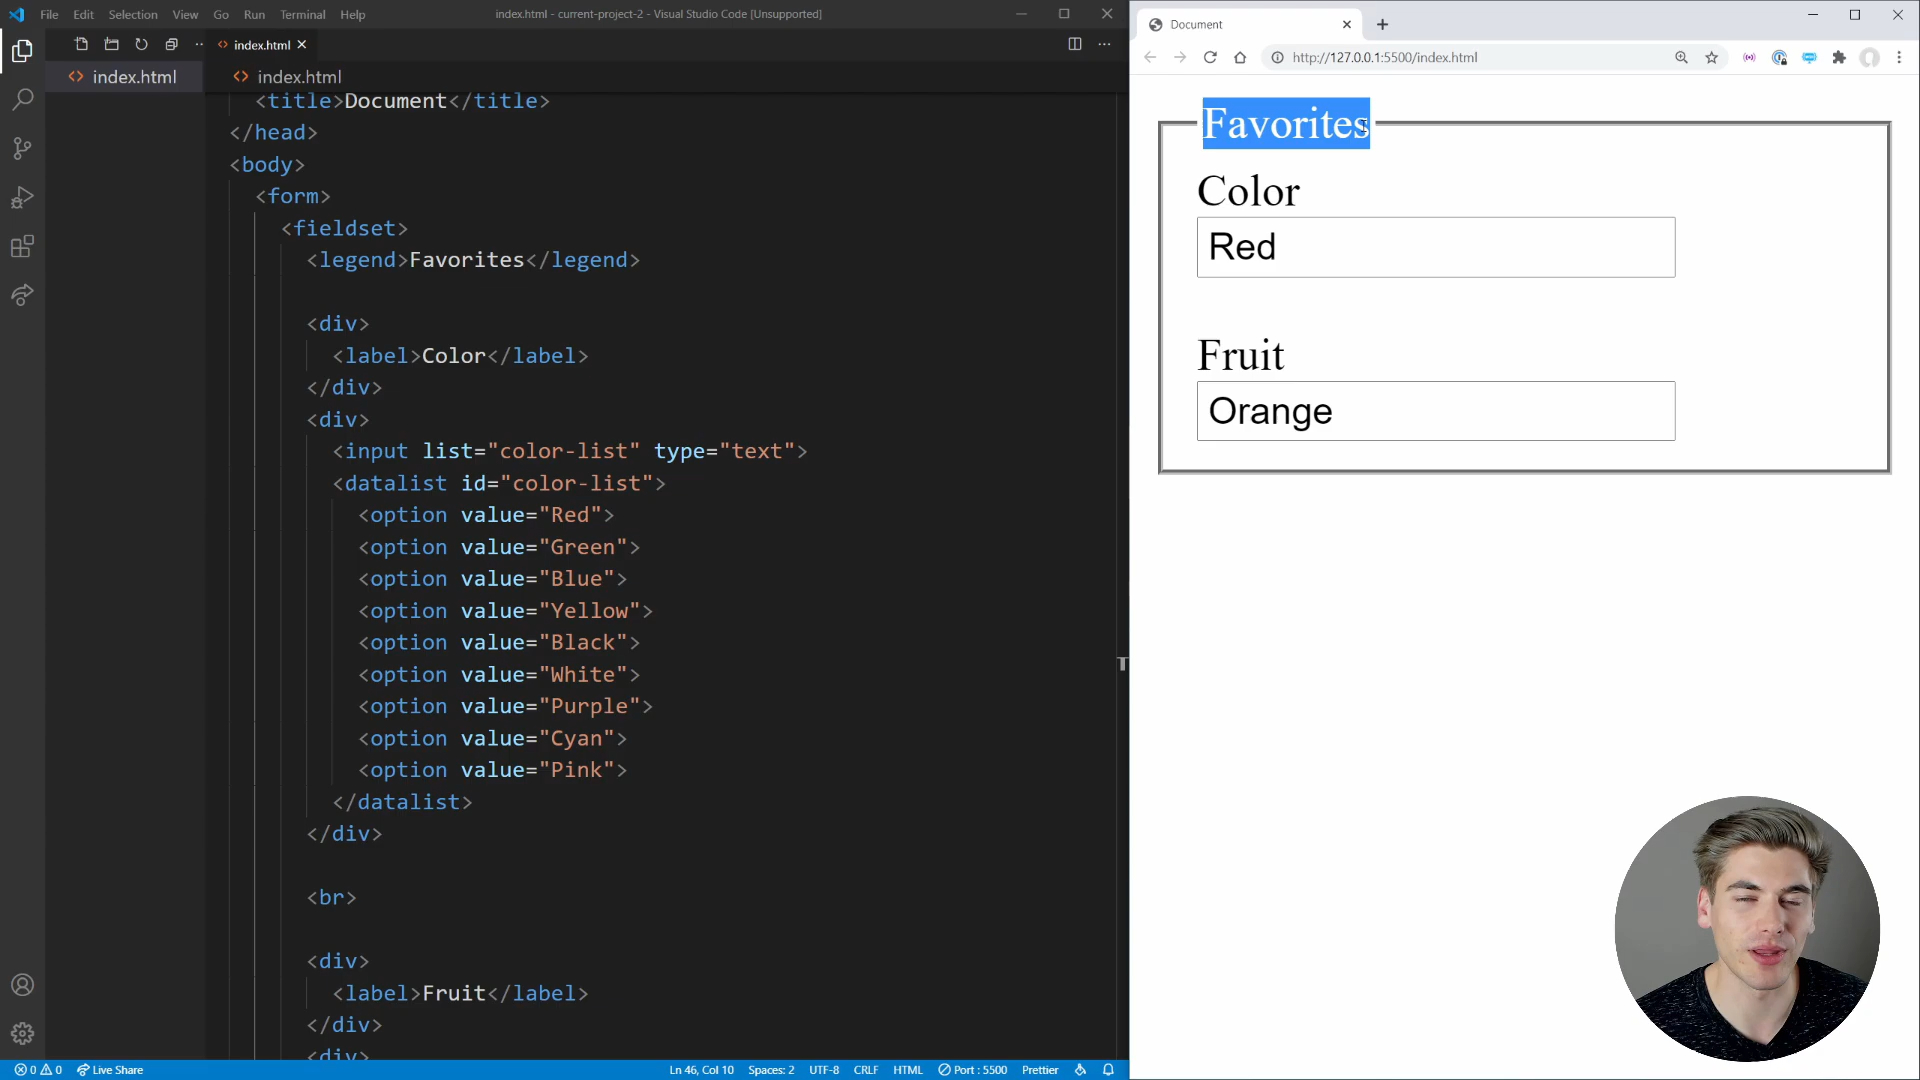 File Edit Selection View Go Run Terminal Help
index.html - current-project-2 - Visual Studio Code [Unsupported]
index.html
index.html
index.html
<title>Document</title>
</head>
<body>
<form>
<fieldset>
<legend>Favorites</legend>
<div>
<label>Color</label>
</div>
<div>
<input list="color-list" type="text">
<datalist id="color-list">
<option value="Red">
<option value="Green">
<option value="Blue">
<option value="Yellow">
<option value="Black">
<option value="White">
<option value="Purple">
<option value="Cyan">
<option value="Pink">
</datalist>
</div>
<br>
<div>
<label>Fruit</label>
</div>
<div>
0 0 Live Share
Ln 46, Col 10 Spaces: 2 UTF-8 CRLF HTML Port : 5500 Prettier
Document
http://127.0.0.1:5500/index.html
Favorites
Color
Red
Fruit
Orange